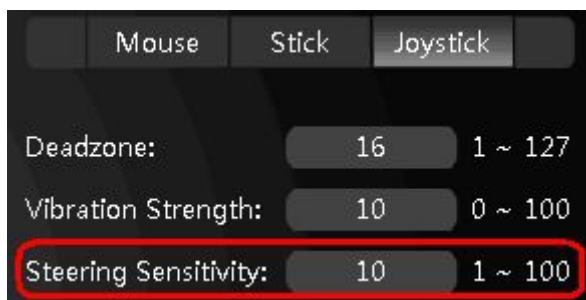 Mouse Stick Joystick
Deadzone: 16 1 ~ 127
Vibration Strength: 10 0 ~ 100
Steering Sensitivity: 10 1 ~ 100